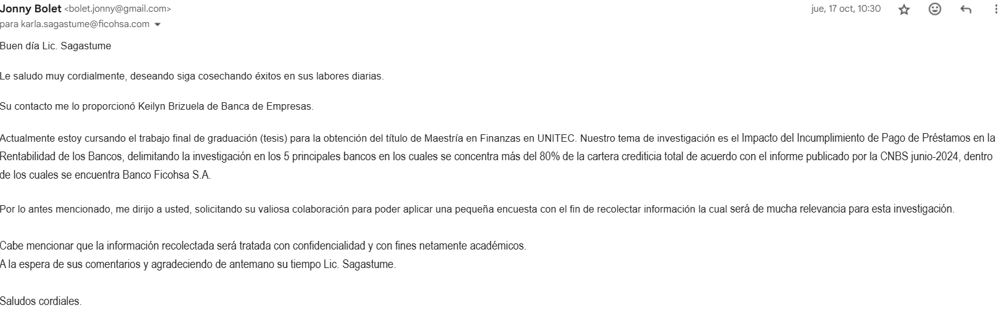 Jonny Bolet <bolet.jonny@gmail.com>
jue, 17 oct, 10:30
para karla.sagastume@ficohsa.com
Buen día Lic. Sagastume
Le saludo muy cordialmente, deseando siga cosechando éxitos en sus labores diarias.
Su contacto me lo proporcionó Keilyn Brizuela de Banca de Empresas.
Actualmente estoy cursando el trabajo final de graduación (tesis) para la obtención del título de Maestría en Finanzas en UNITEC. Nuestro tema de investigación es el Impacto del Incumplimiento de Pago de Préstamos en la
Rentabilidad de los Bancos, delimitando la investigación en los 5 principales bancos en los cuales se concentra más del 80% de la cartera crediticia total de acuerdo con el informe publicado por la CNBS junio-2024, dentro
de los cuales se encuentra Banco Ficohsa S.A.
Por lo antes mencionado, me dirijo a usted, solicitando su valiosa colaboración para poder aplicar una pequeña encuesta con el fin de recolectar información la cual será de mucha relevancia para esta investigación.
Cabe mencionar que la información recolectada será tratada con confidencialidad y con fines netamente académicos.
A la espera de sus comentarios y agradeciendo de antemano su tiempo Lic. Sagastume.
Saludos cordiales.